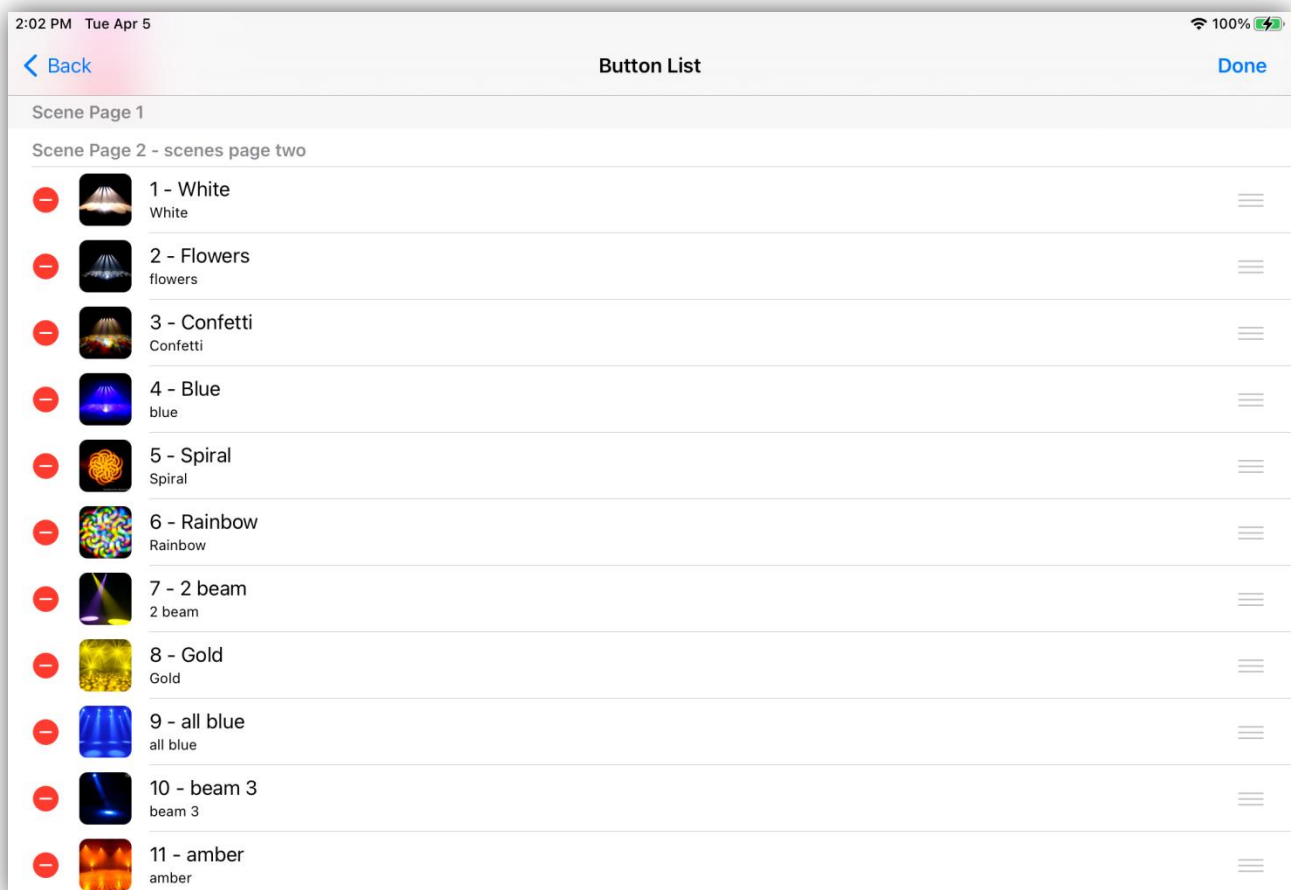 2:02 PM Tue Apr 5 100%
Back Button List Done
Scene Page 1
Scene Page 2 - scenes page two
1 - White
White
2 - Flowers
flowers
3 - Confetti
Confetti
4 - Blue
blue
5 - Spiral
Spiral
6 - Rainbow
Rainbow
7 - 2 beam
2 beam
8 - Gold
Gold
9 - all blue
all blue
10 - beam 3
beam 3
11 - amber
amber